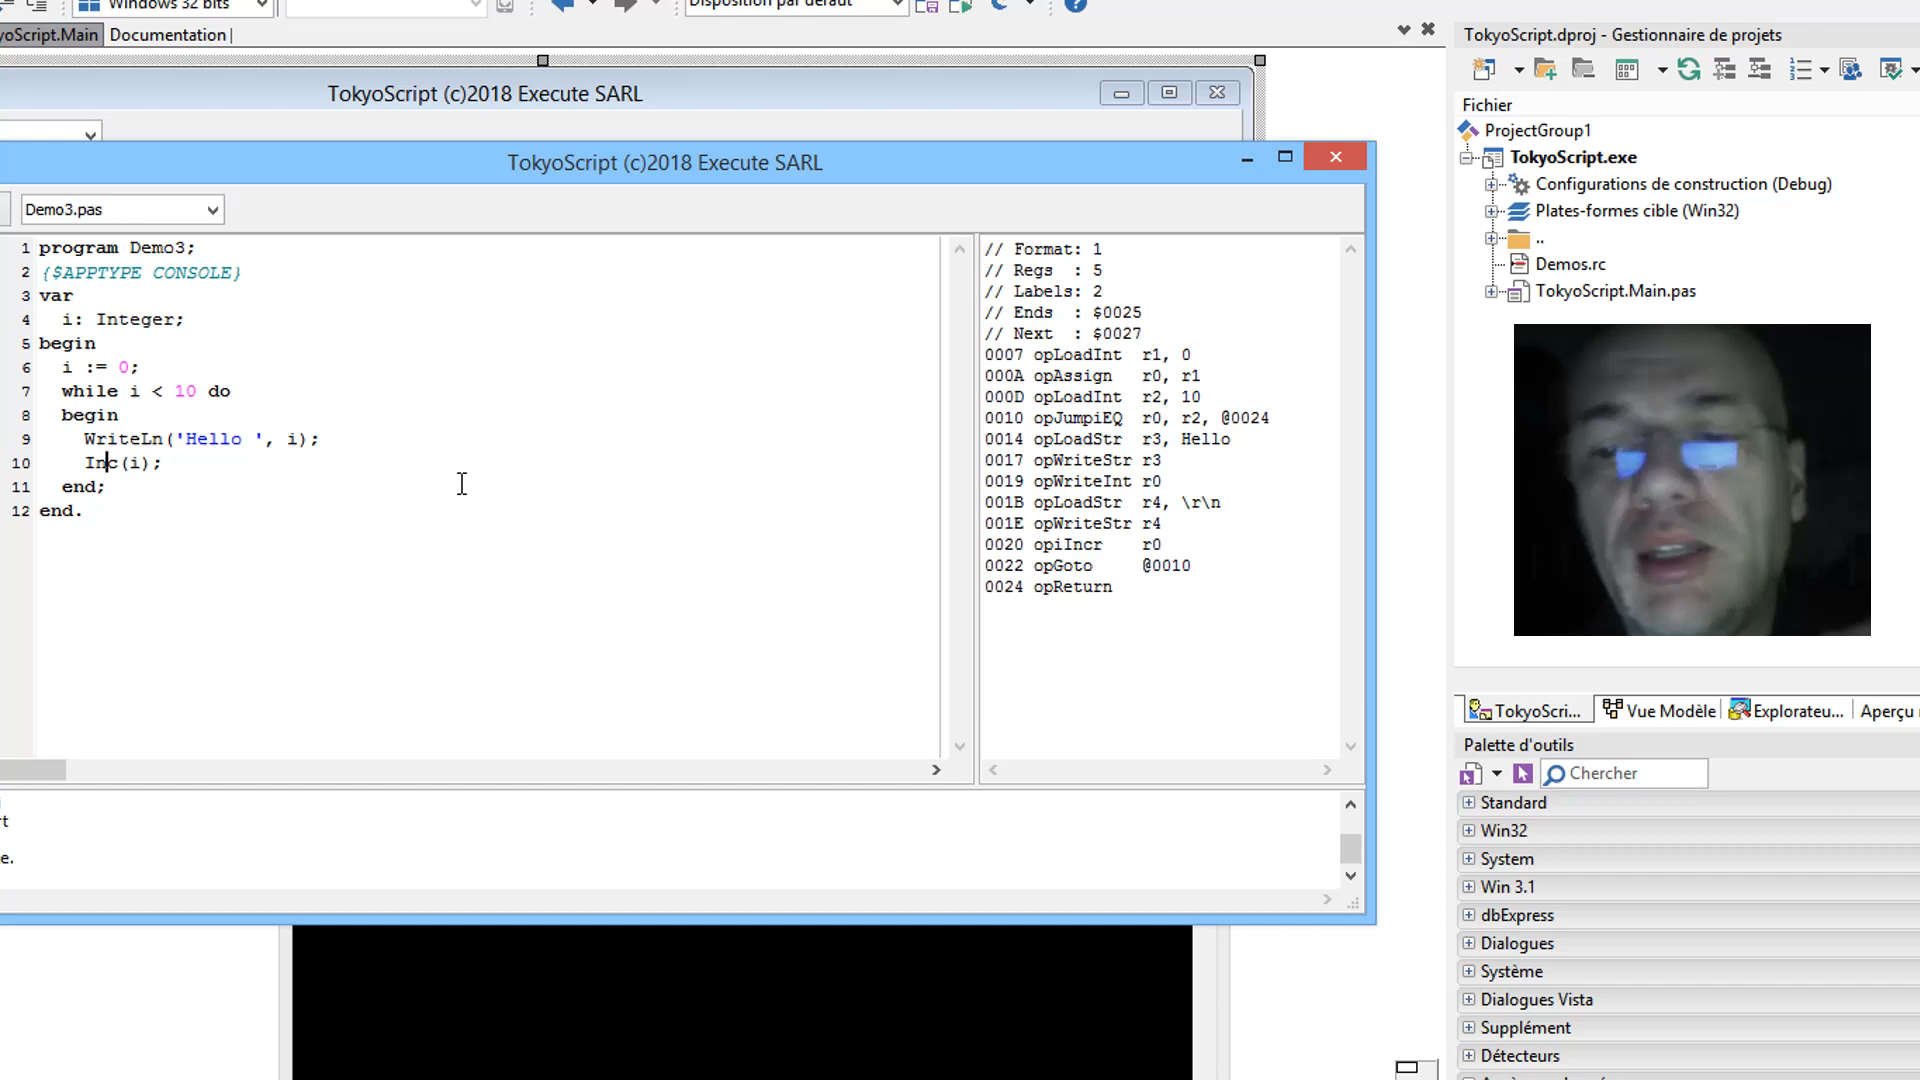 Windows 32 bits
Disposition par défaut
yoScript.Main
Documentation
TokyoScript (c)2018 Execute SARL
TokyoScript (c)2018 Execute SARL
Demo3.pas
1 program Demo3;
2 {$APPTYPE CONSOLE}
3 var
4 i: Integer;
5 begin
6 i := 0;
7 while i < 10 do
8 begin
9 WriteLn('Hello ', i);
10 Inc(i);
11 end;
12 end.
// Format: 1
// Regs : 5
// Labels: 2
// Ends : $0025
// Next : $0027
0007 opLoadInt r1, 0
000A opAssign r0, r1
000D opLoadInt r2, 10
0010 opJumpiEQ r0, r2, @0024
0014 opLoadStr r3, Hello
0017 opWriteStr r3
0019 opWriteInt r0
001B opLoadStr r4, \r\n
001E opWriteStr r4
0020 opiIncr r0
0022 opGoto @0010
0024 opReturn
rt
e.
TokyoScript.dproj - Gestionnaire de projets
Fichier
ProjectGroup1
TokyoScript.exe
Configurations de construction (Debug)
Plates-formes cible (Win32)
..
Demos.rc
TokyoScript.Main.pas
TokyoScri...
Vue Modèle
Explorateu...
Aperçu
Palette d'outils
Chercher
Standard
Win32
System
Win 3.1
dbExpress
Dialogues
Système
Dialogues Vista
Supplément
Détecteurs